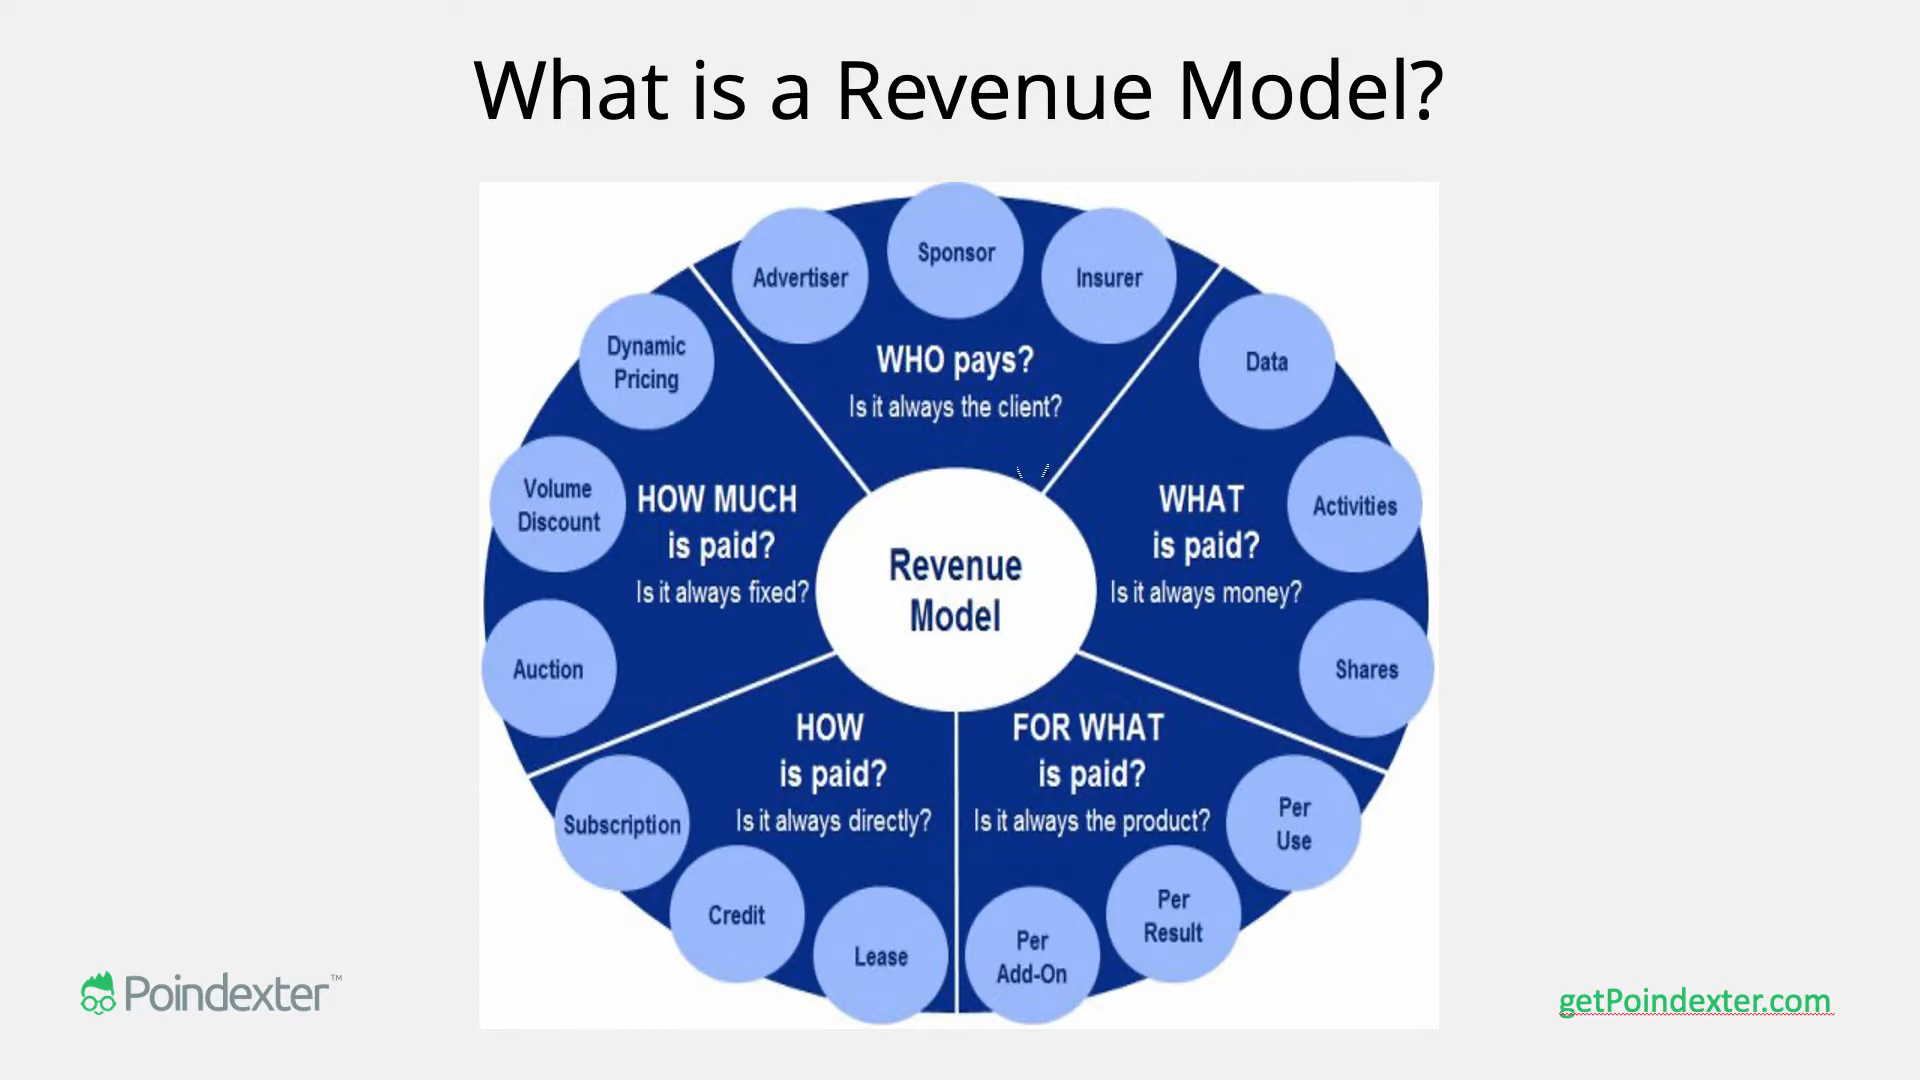 What is a Revenue Model?
Sponsor
Advertiser
Insurer
WHO pays?
Is it always the client?
Dynamic
Pricing
Data
Volume
Discount
HOW MUCH
is paid?
Is it always fixed?
WHAT
is paid?
Is it always money?
Activities
Revenue
Model
Auction
Shares
HOW
is paid?
Is it always directly?
FOR WHAT
is paid?
Is it always the product?
Subscription
Per
Use
Credit
Per
Result
Lease
Per
Add-On
Poindexter™
getPoindexter.com